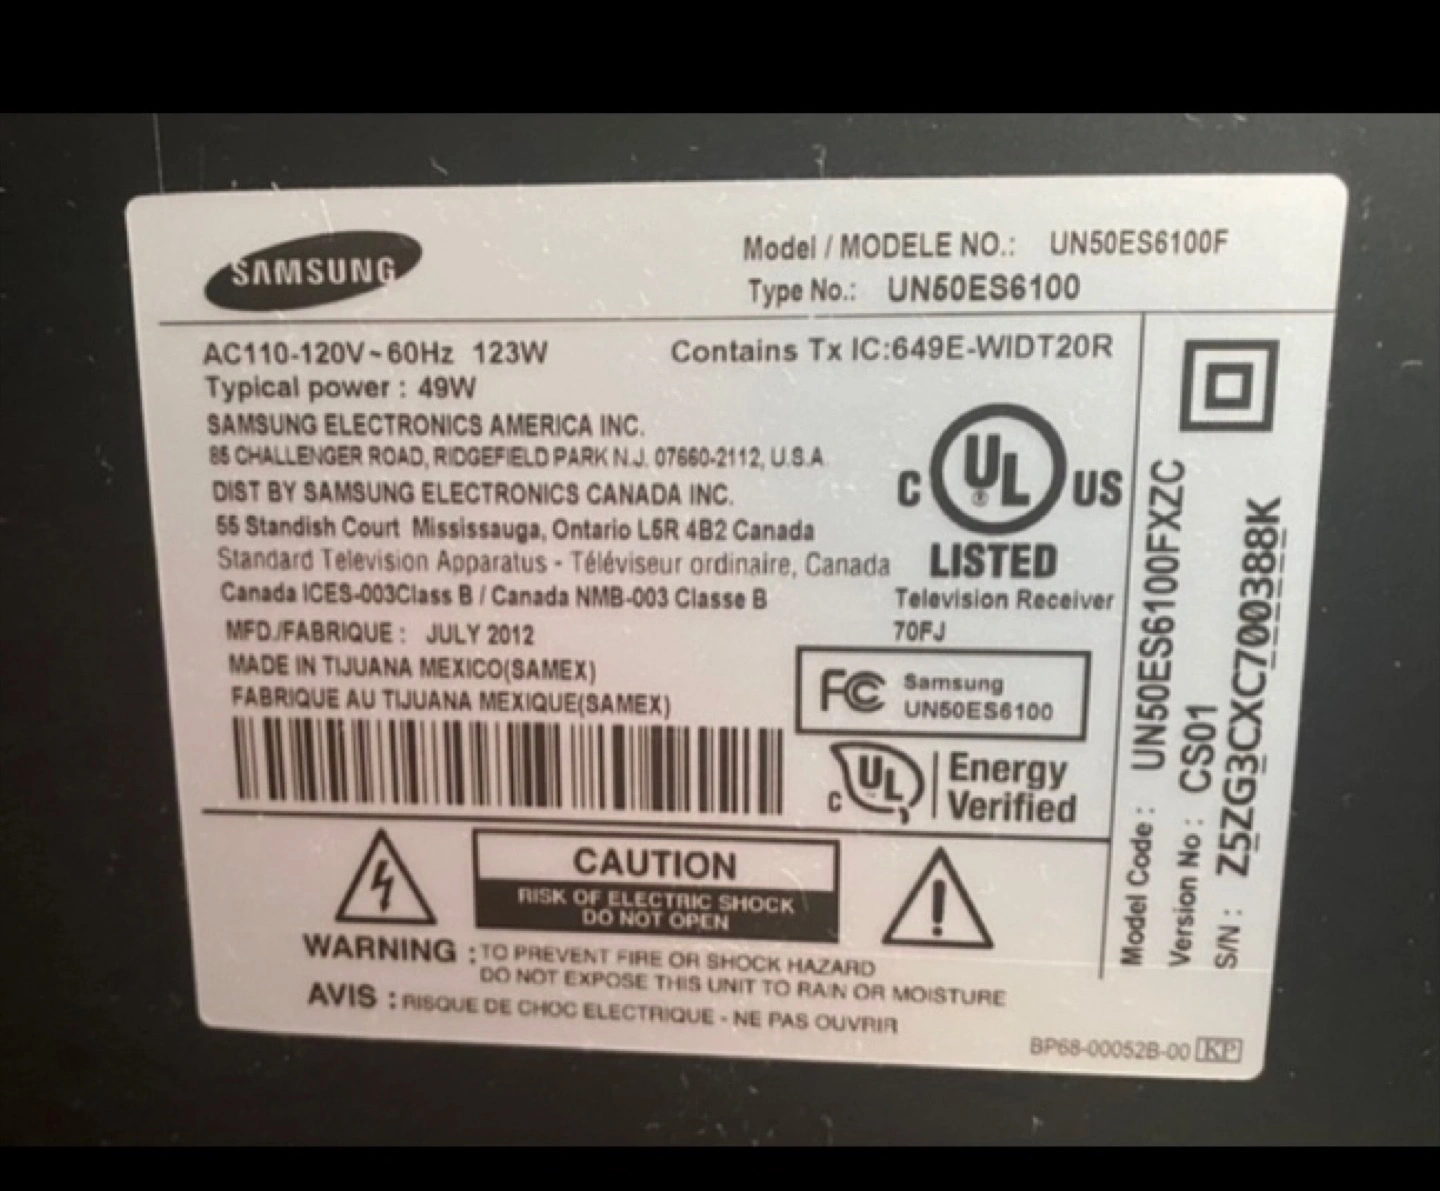 SAMSUNG
Model / MODELE NO.: UN50ES6100F
Type No.: UN50ES6100
AC110-120V~60Hz 123W
Contains Tx IC:649E-WIDT20R
Typical power : 49W
SAMSUNG ELECTRONICS AMERICA INC.
85 CHALLENGER ROAD, RIDGEFIELD PARK N.J. 07660-2112, U.S.A.
DIST BY SAMSUNG ELECTRONICS CANADA INC.
55 Standish Court Mississauga, Ontario L5R 4B2 Canada
Standard Television Apparatus - Téléviseur ordinaire, Canada
Canada ICES-003Class B / Canada NMB-003 Classe B
MFD./FABRIQUE : JULY 2012
MADE IN TIJUANA MEXICO(SAMEX)
FABRIQUE AU TIJUANA MEXIQUE(SAMEX)
C UL ® US
LISTED
Television Receiver
70FJ
FC Samsung
UN50ES6100
C UL Energy
Verified
Model Code : UN50ES6100FXZC
Version No : CS01
S/N : Z5ZG3CXC700388K
CAUTION
RISK OF ELECTRIC SHOCK
DO NOT OPEN
WARNING : TO PREVENT FIRE OR SHOCK HAZARD
DO NOT EXPOSE THIS UNIT TO RAIN OR MOISTURE
AVIS : RISQUE DE CHOC ELECTRIQUE - NE PAS OUVRIR
BP68-00052B-00 KP